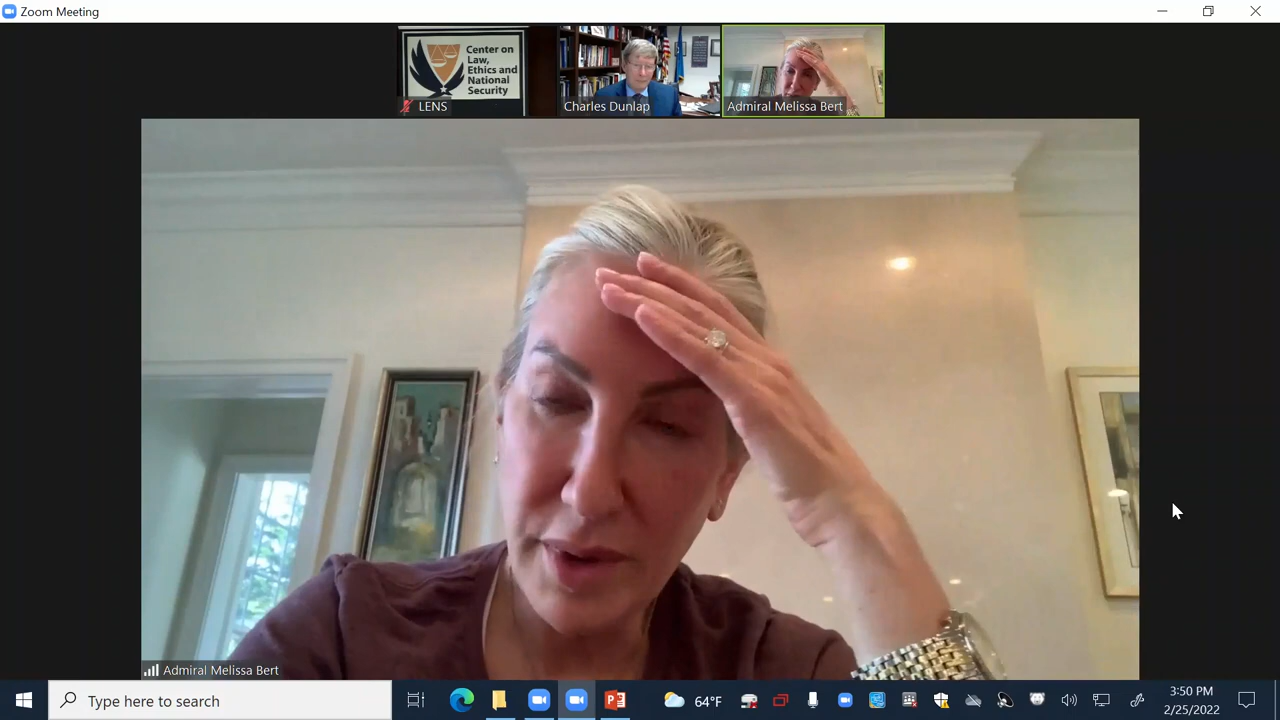 Zoom Meeting
Center on
Law,
Ethics and
National
Security
LENS
Charles Dunlap
Admiral Melissa Bert
Admiral Melissa Bert
Type here to search
64°F
3:50 PM
2/25/2022